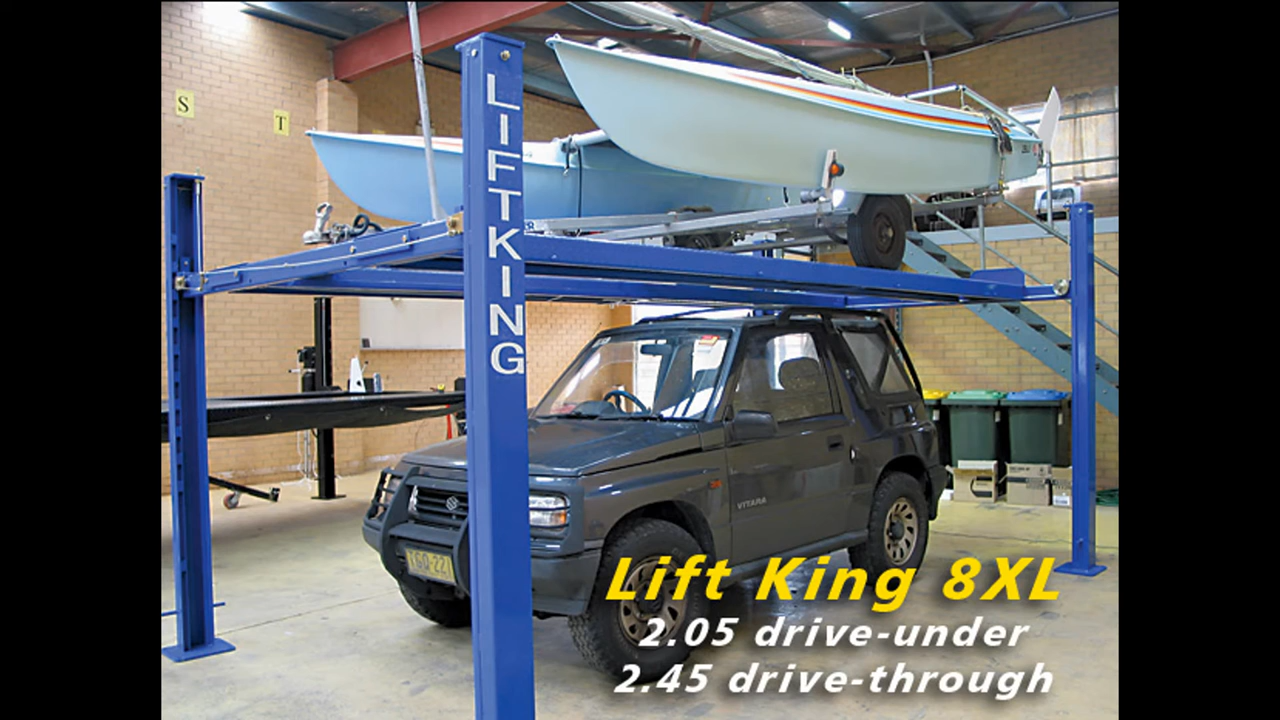 S
T
LIFTKING
VITARA
Lift King 8XL
2.05 drive-under
2.45 drive-through